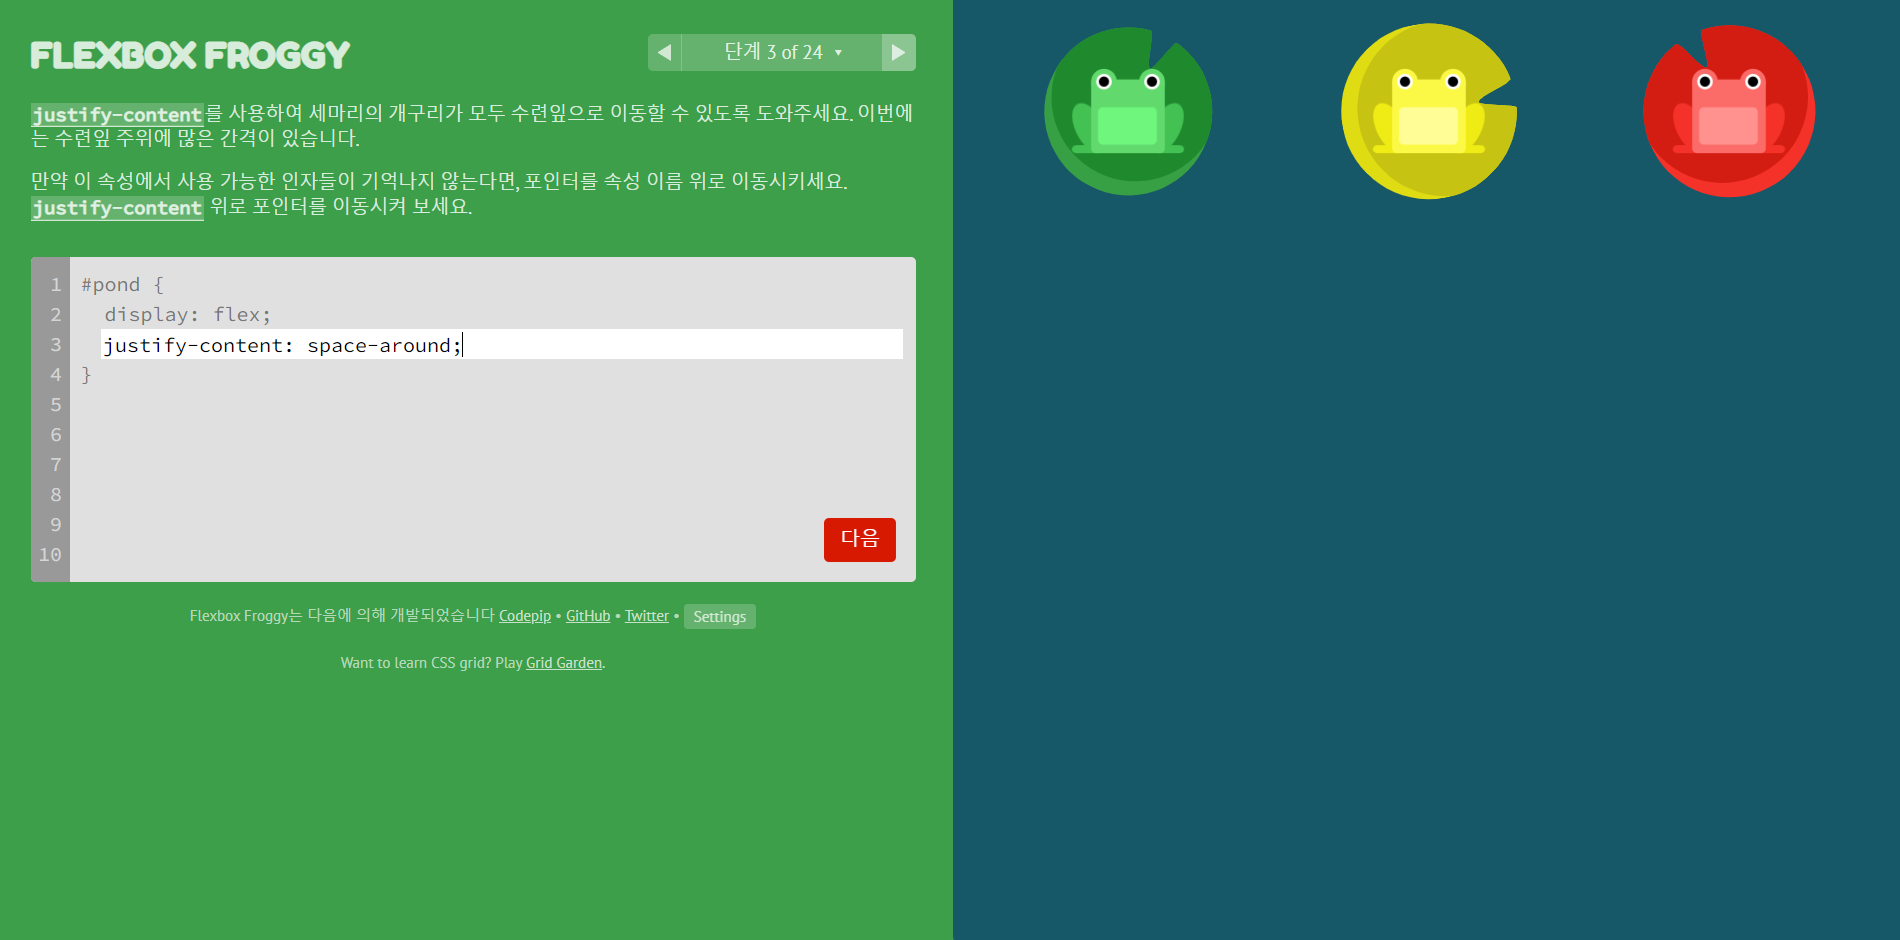 FLEXBOX FROGGY
단계 3 of 24 ▼
justify-content를 사용하여 세마리의 개구리가 모두 수련잎으로 이동할 수 있도록 도와주세요. 이번에
는 수련잎 주위에 많은 간격이 있습니다.
만약 이 속성에서 사용 가능한 인자들이 기억나지 않는다면, 포인터를 속성 이름 위로 이동시키세요.
justify-content 위로 포인터를 이동시켜 보세요.
1 #pond {
2 display: flex;
3 justify-content: space-around;
4 }
5
6
7
8
9
10
다음
Flexbox Froggy는 다음에 의해 개발되었습니다 Codepip • GitHub • Twitter • Settings
Want to learn CSS grid? Play Grid Garden.